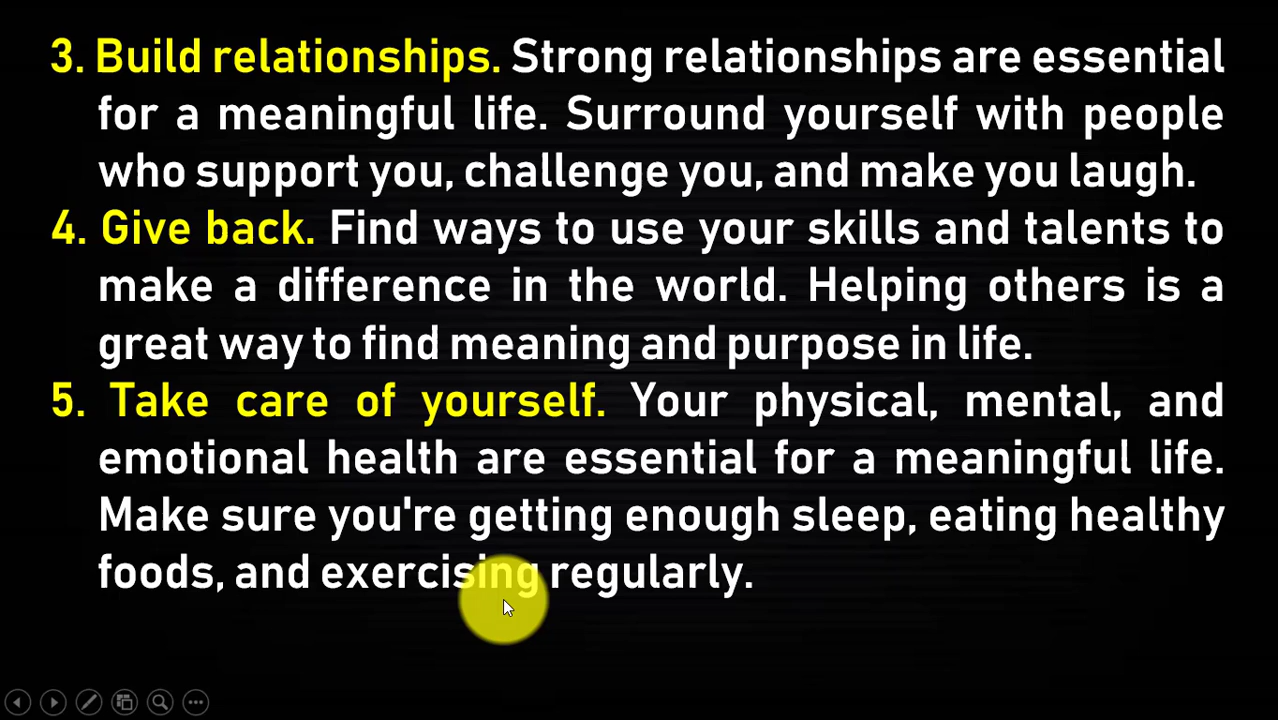 3. Build relationships. Strong relationships are essential
for a meaningful life. Surround yourself with people
who support you, challenge you, and make you laugh.
4. Give back. Find ways to use your skills and talents to
make a difference in the world. Helping others is a
great way to find meaning and purpose in life.
5. Take care of yourself. Your physical, mental, and
emotional health are essential for a meaningful life.
Make sure you're getting enough sleep, eating healthy
foods, and exercising regularly.